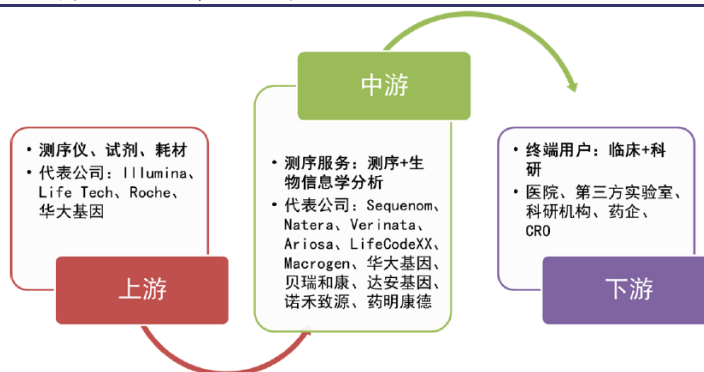 • 测序仪、试剂、耗材
• 代表公司：Illumina、
Life Tech、Roche、
华大基因
上游
中游
• 测序服务：测序+生
物信息学分析
• 代表公司：Sequenom、
Natera、Verinata、
Ariosa、LifeCodeXX、
Macrogen、华大基因、
贝瑞和康、达安基因、
诺禾致源、药明康德
• 终端用户：临床+科
研
• 医院、第三方实验室、
科研机构、药企、
CRO
下游